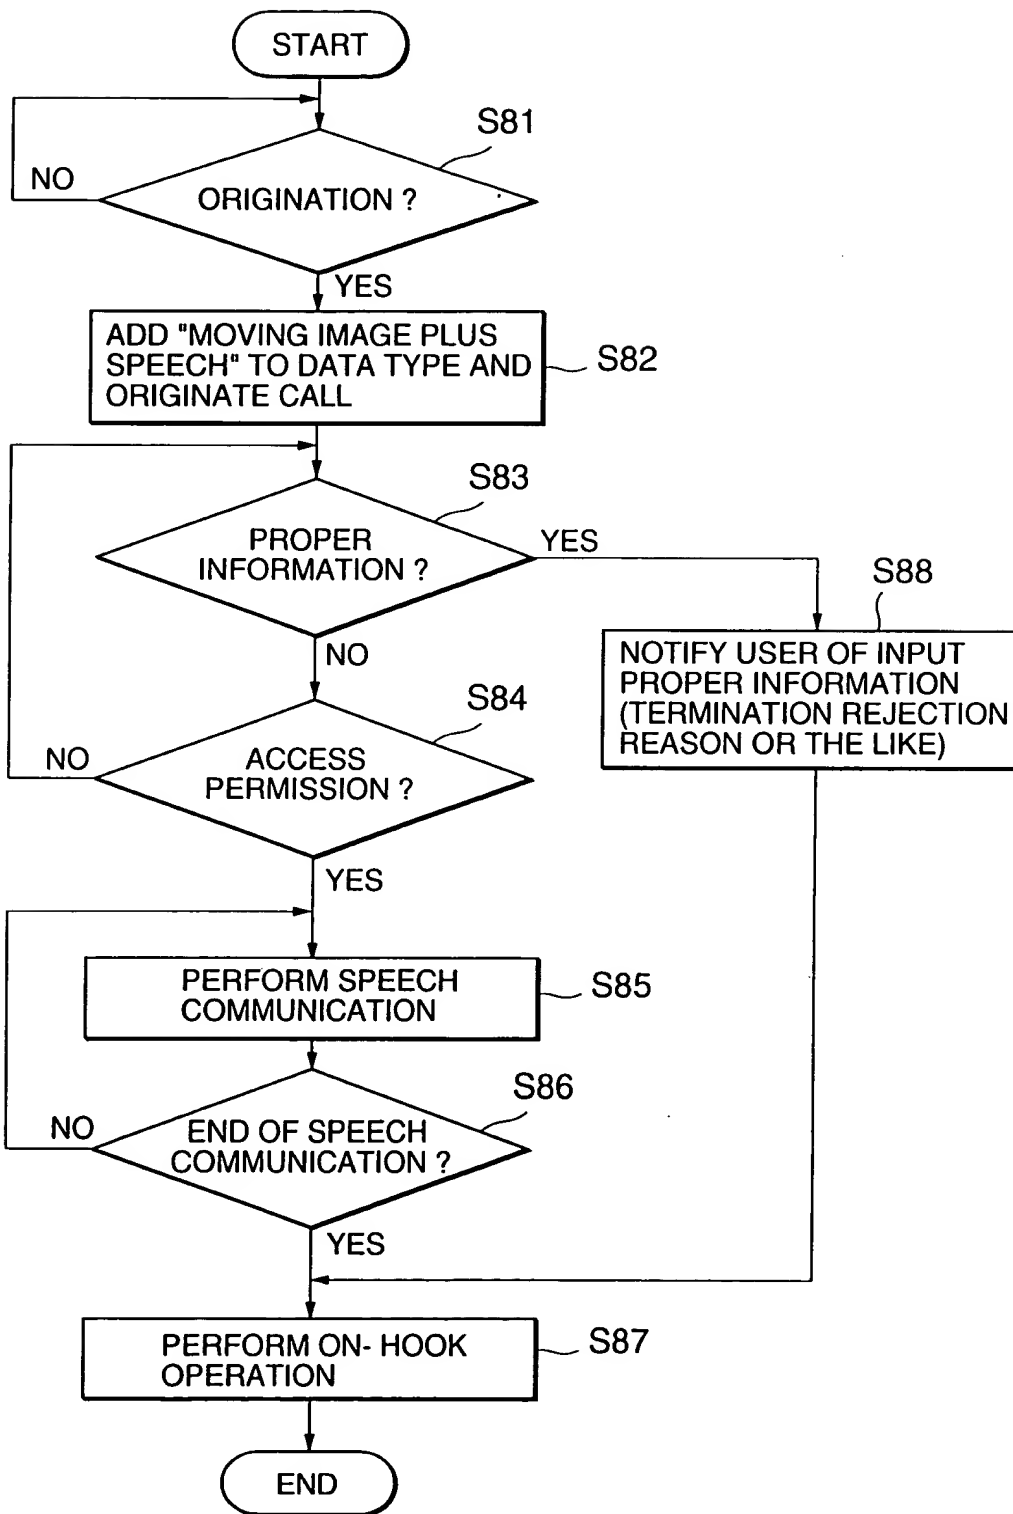 START
S81
NO
ORIGINATION ?
YES
ADD "MOVING IMAGE PLUS
SPEECH" TO DATA TYPE AND
ORIGINATE CALL
S82
S83
PROPER
INFORMATION ?
YES
NO
S88
NOTIFY USER OF INPUT
PROPER INFORMATION
(TERMINATION REJECTION
REASON OR THE LIKE)
S84
NO
ACCESS
PERMISSION ?
YES
PERFORM SPEECH
COMMUNICATION
S85
S86
NO
END OF SPEECH
COMMUNICATION ?
YES
PERFORM ON- HOOK
OPERATION
S87
END